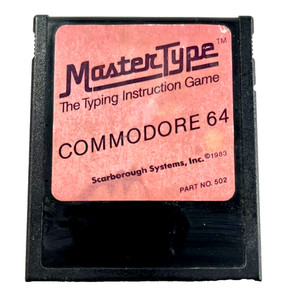 MasterType™
The Typing Instruction Game
COMMODORE 64
Scarborough Systems, Inc.©1983
PART NO. 502